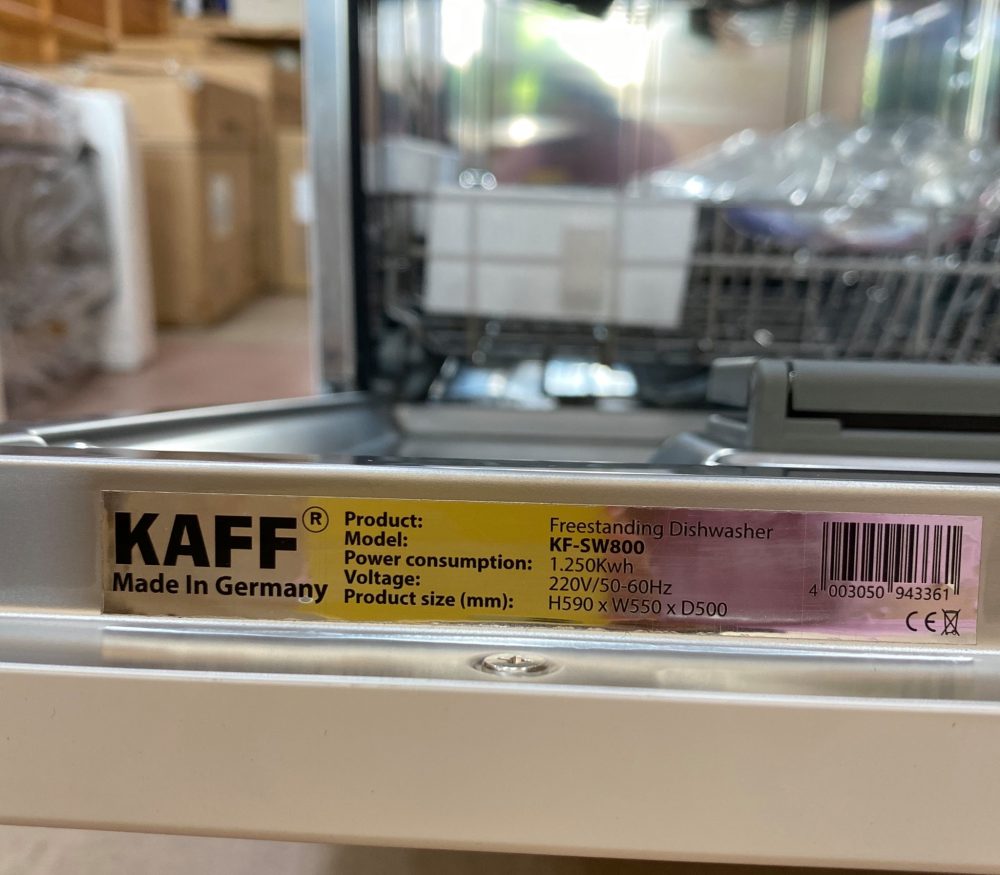 KAFF®
Made In Germany
Product: Freestanding Dishwasher
Model: KF-SW800
Power consumption: 1.250Kwh
Voltage: 220V/50-60Hz
Product size (mm): H590 x W550 x D500
4 003050 943361
CE